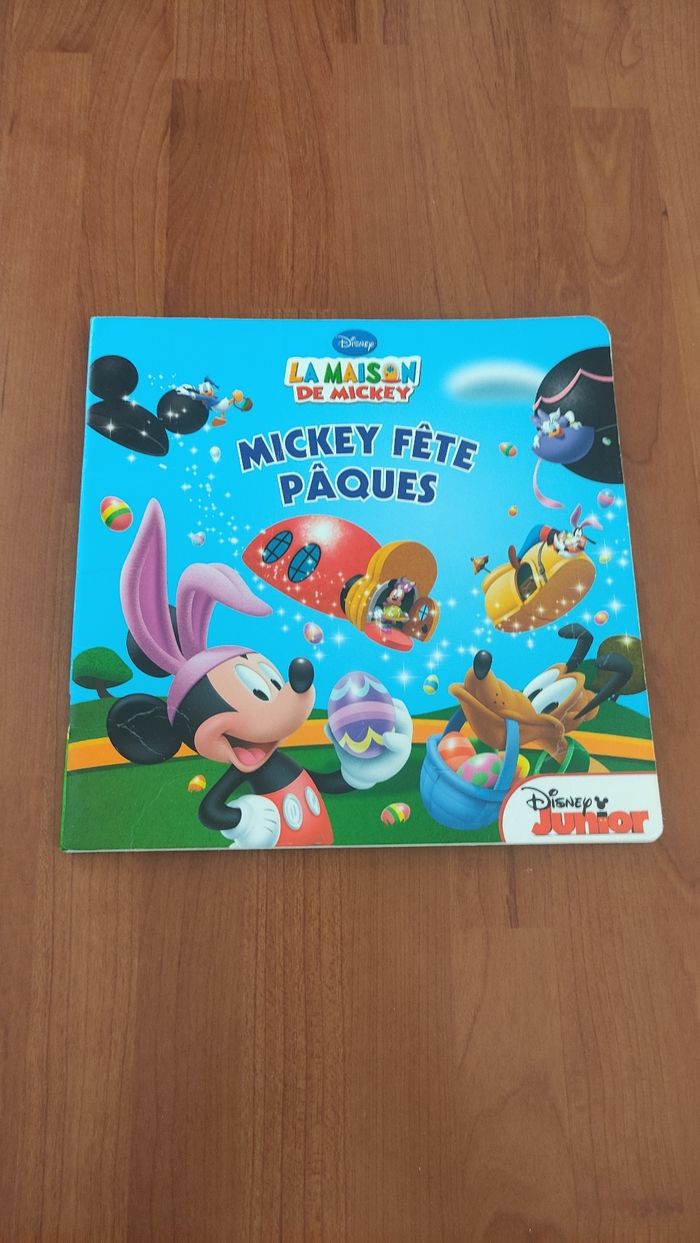 Disney
LA MAISON
DE MICKEY
MICKEY FÊTE
PÂQUES
Disney
Junior